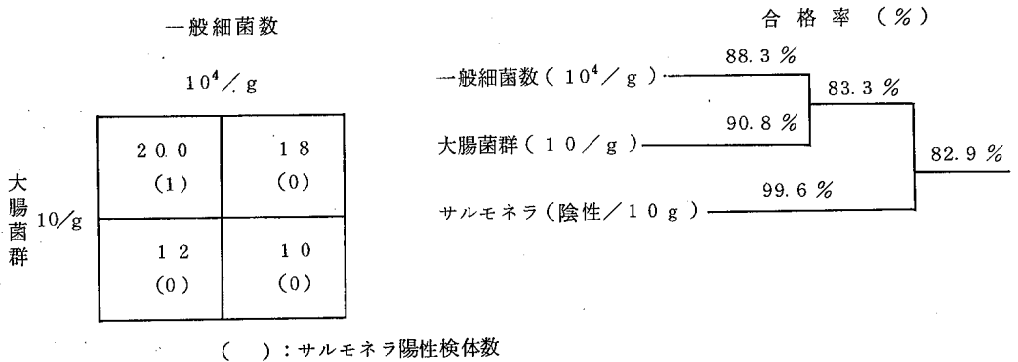 一般細菌数
10⁴/g
大腸菌群
10/g
200 18
(1) (0)
12 10
(0) (0)
( ):サルモネラ陽性検体数
合格率(%)
一般細菌数(10⁴/g) 88.3%
83.3%
大腸菌群(10/g) 90.8%
82.9%
サルモネラ(陰性/10g) 99.6%